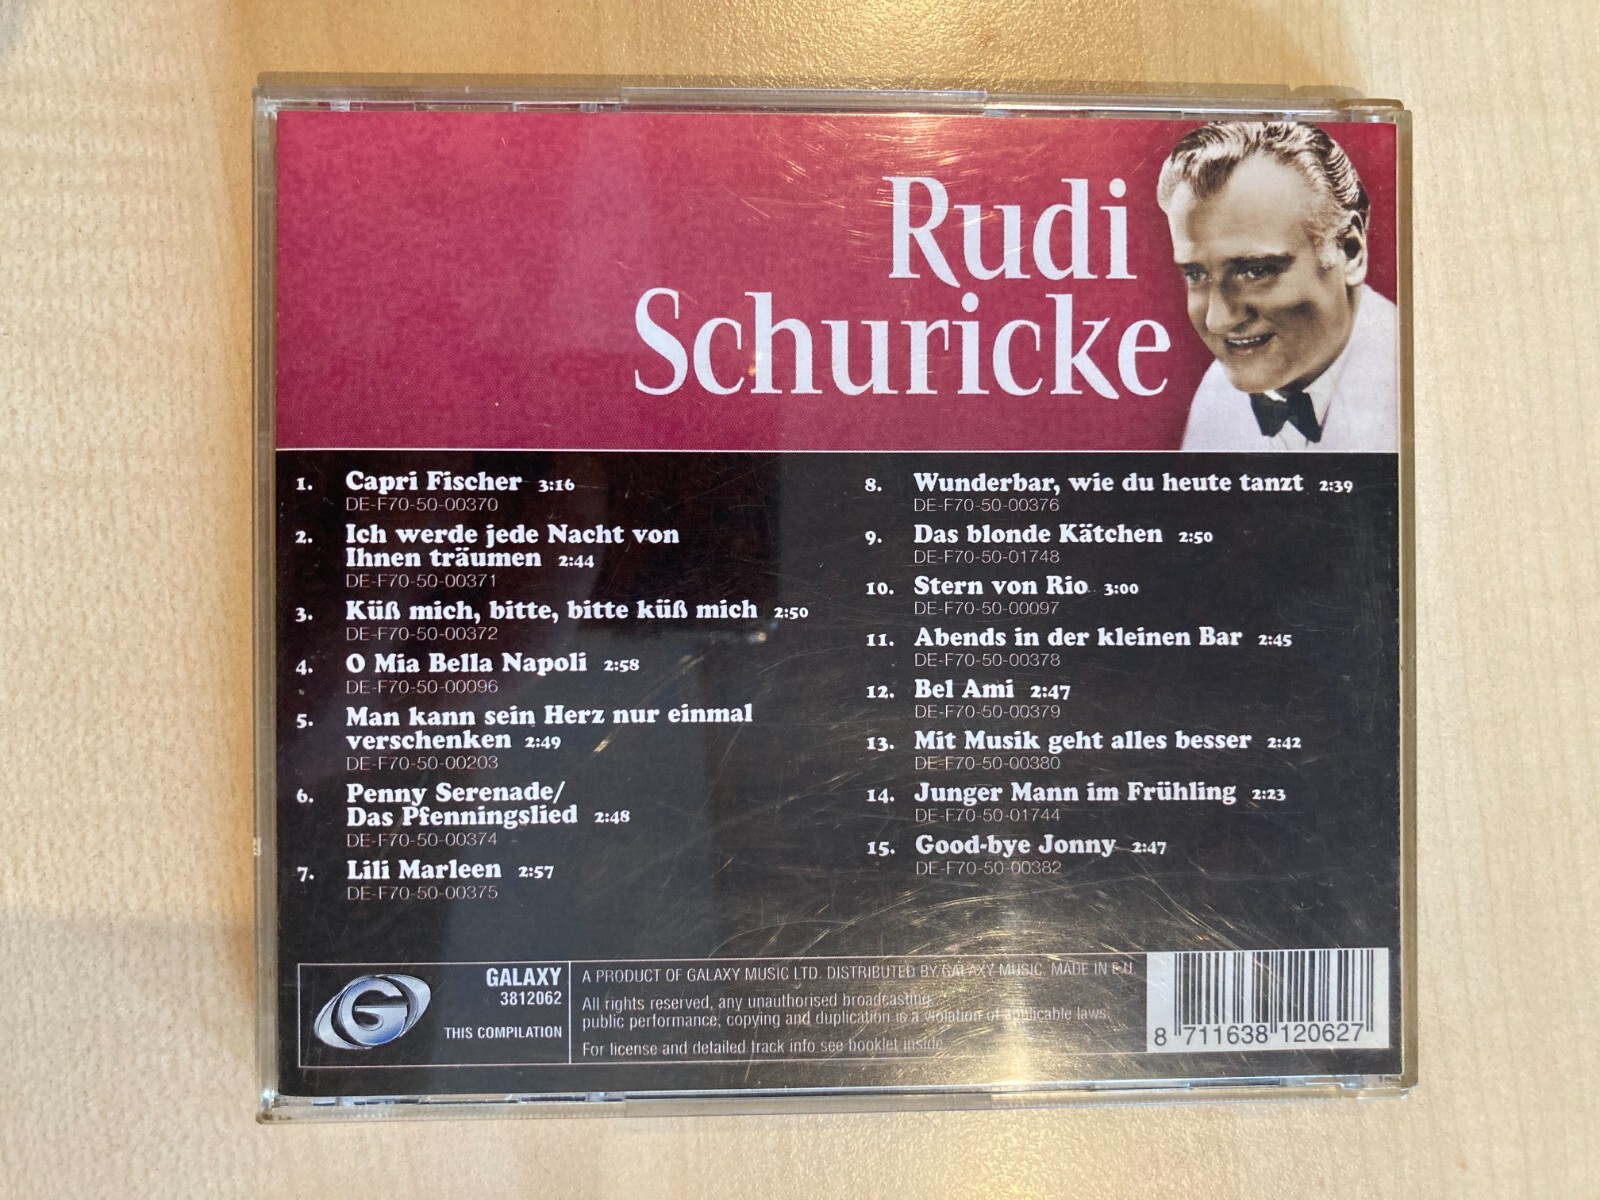 Rudi
Schuricke
1. Capri Fischer 3:16
DE-F70-50-00370
2. Ich werde jede Nacht von
Ihnen träumen 2:44
DE-F70-50-00371
3. Küß mich, bitte, bitte küß mich 2:50
DE-F70-50-00372
4. O Mia Bella Napoli 2:58
DE-F70-50-00096
5. Man kann sein Herz nur einmal
verschenken 2:49
DE-F70-50-00203
6. Penny Serenade/
Das Pfenningslied 2:48
DE-F70-50-00374
7. Lili Marleen 2:57
DE-F70-50-00375
8. Wunderbar, wie du heute tanzt 2:39
DE-F70-50-00376
9. Das blonde Kätchen 2:50
DE-F70-50-01748
10. Stern von Rio 3:00
DE-F70-50-00097
11. Abends in der kleinen Bar 2:45
DE-F70-50-00378
12. Bel Ami 2:47
DE-F70-50-00379
13. Mit Musik geht alles besser 2:42
DE-F70-50-00380
14. Junger Mann im Frühling 2:23
DE-F70-50-01744
15. Good-bye Jonny 2:47
DE-F70-50-00382
G
GALAXY
3812062
THIS COMPILATION
A PRODUCT OF GALAXY MUSIC LTD. DISTRIBUTED BY GALAXY MUSIC. MADE IN E.U.
All rights reserved, any unauthorised broadcasting,
public performance, copying and duplication is a violation of applicable laws.
For license and detailed track info see booklet inside.
8 711638 120627